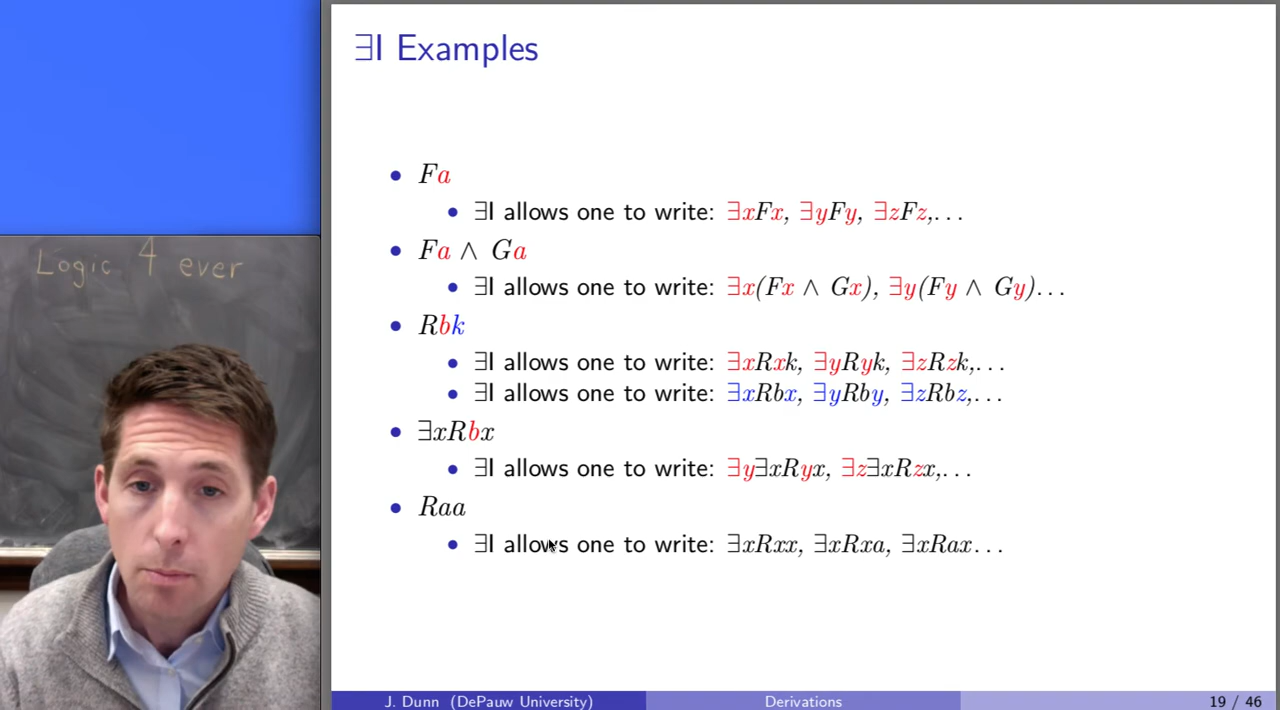 ∃I Examples
Logic 4 ever
• Fa
• ∃I allows one to write: ∃xFx, ∃yFy, ∃zFz,...
• Fa ∧ Ga
• ∃I allows one to write: ∃x(Fx ∧ Gx), ∃y(Fy ∧ Gy)...
• Rbk
• ∃I allows one to write: ∃xRxk, ∃yRyk, ∃zRzk,...
• ∃I allows one to write: ∃xRbx, ∃yRby, ∃zRbz,...
• ∃xRbx
• ∃I allows one to write: ∃y∃xRyx, ∃z∃xRzx,...
• Raa
• ∃I allows one to write: ∃xRxx, ∃xRxa, ∃xRax...
J. Dunn (DePauw University) Derivations 19 / 46